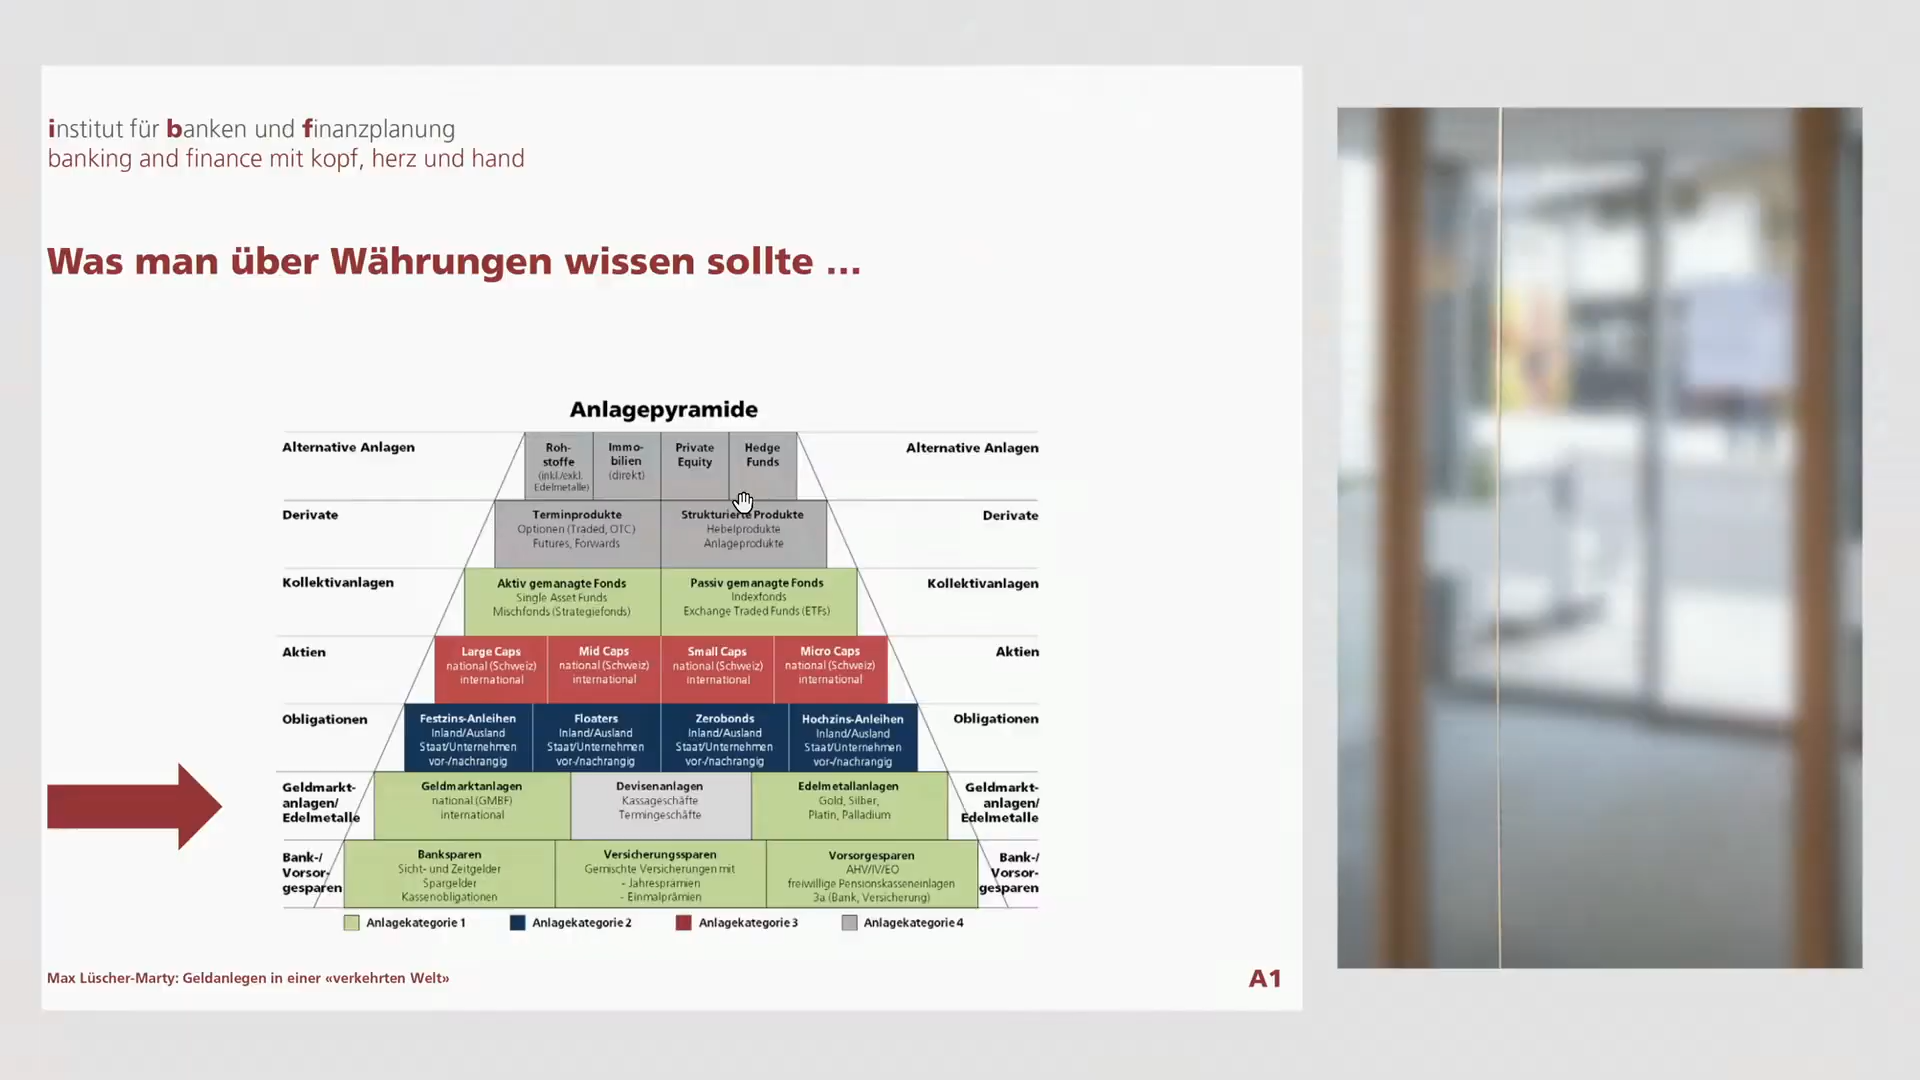 institut für banken und finanzplanung
banking and finance mit kopf, herz und hand
Was man über Währungen wissen sollte ...
Anlagepyramide
Alternative Anlagen
Roh-
stoffe
(inkl./exkl.
Edelmetalle)
Immo-
bilien
(direkt)
Private
Equity
Hedge
Funds
Alternative Anlagen
Derivate
Terminprodukte
Optionen (Traded, OTC)
Futures, Forwards
Strukturierte Produkte
Hebelprodukte
Anlageprodukte
Derivate
Kollektivanlagen
Aktiv gemanagte Fonds
Single Asset Funds
Mischfonds (Strategiefonds)
Passiv gemanagte Fonds
Indexfonds
Exchange Traded Funds (ETFs)
Kollektivanlagen
Aktien
Large Caps
national (Schweiz)
international
Mid Caps
national (Schweiz)
international
Small Caps
national (Schweiz)
international
Micro Caps
national (Schweiz)
international
Aktien
Obligationen
Festzins-Anleihen
Inland/Ausland
Staat/Unternehmen
vor-/nachrangig
Floaters
Inland/Ausland
Staat/Unternehmen
vor-/nachrangig
Zerobonds
Inland/Ausland
Staat/Unternehmen
vor-/nachrangig
Hochzins-Anleihen
Inland/Ausland
Staat/Unternehmen
vor-/nachrangig
Obligationen
Geldmarkt-
anlagen/
Edelmetalle
Geldmarktanlagen
national (GMBF)
international
Devisenanlagen
Kassageschäfte
Termingeschäfte
Edelmetallanlagen
Gold, Silber,
Platin, Palladium
Geldmarkt-
anlagen/
Edelmetalle
Bank-/
Vorsor-
gesparen
Banksparen
Sicht- und Zeitgelder
Spargelder
Kassenobligationen
Versicherungssparen
Gemischte Versicherungen mit
- Jahresprämien
- Einmalprämien
Vorsorgesparen
AHV/IV/EO
freiwillige Pensionskasseneinlagen
3a (Bank, Versicherung)
Bank-/
Vorsor-
gesparen
Anlagekategorie 1
Anlagekategorie 2
Anlagekategorie 3
Anlagekategorie 4
Max Lüscher-Marty: Geldanlegen in einer «verkehrten Welt»
A1